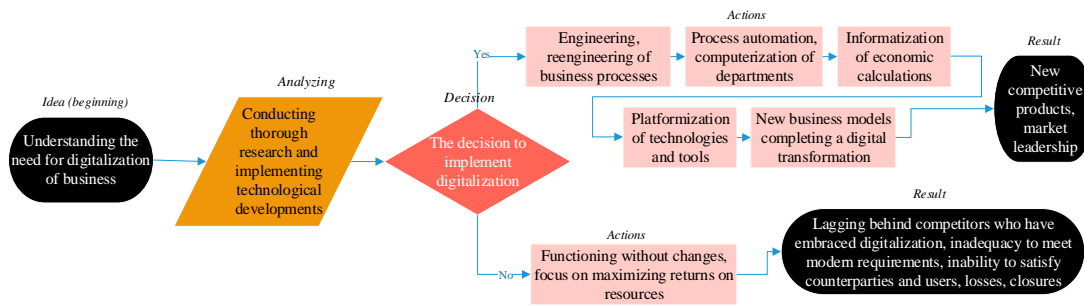 Idea (beginning)
Understanding the
need for digitalization
of business
Analyzing
Conducting
thorough
research and
implementing
technological
developments
Decision
The decision to
implement
digitalization
Yes
Actions
Engineering,
reengineering of
business processes
Process automation,
computerization of
departments
Informatization
of economic
calculations
Platformization
of technologies
and tools
New business models
completing a digital
transformation
Result
New
competitive
products,
market
leadership
No
Actions
Functioning without changes,
focus on maximizing returns on
resources
Result
Lagging behind competitors who have
embraced digitalization, inadequacy to meet
modern requirements, inability to satisfy
counterparties and users, losses, closures